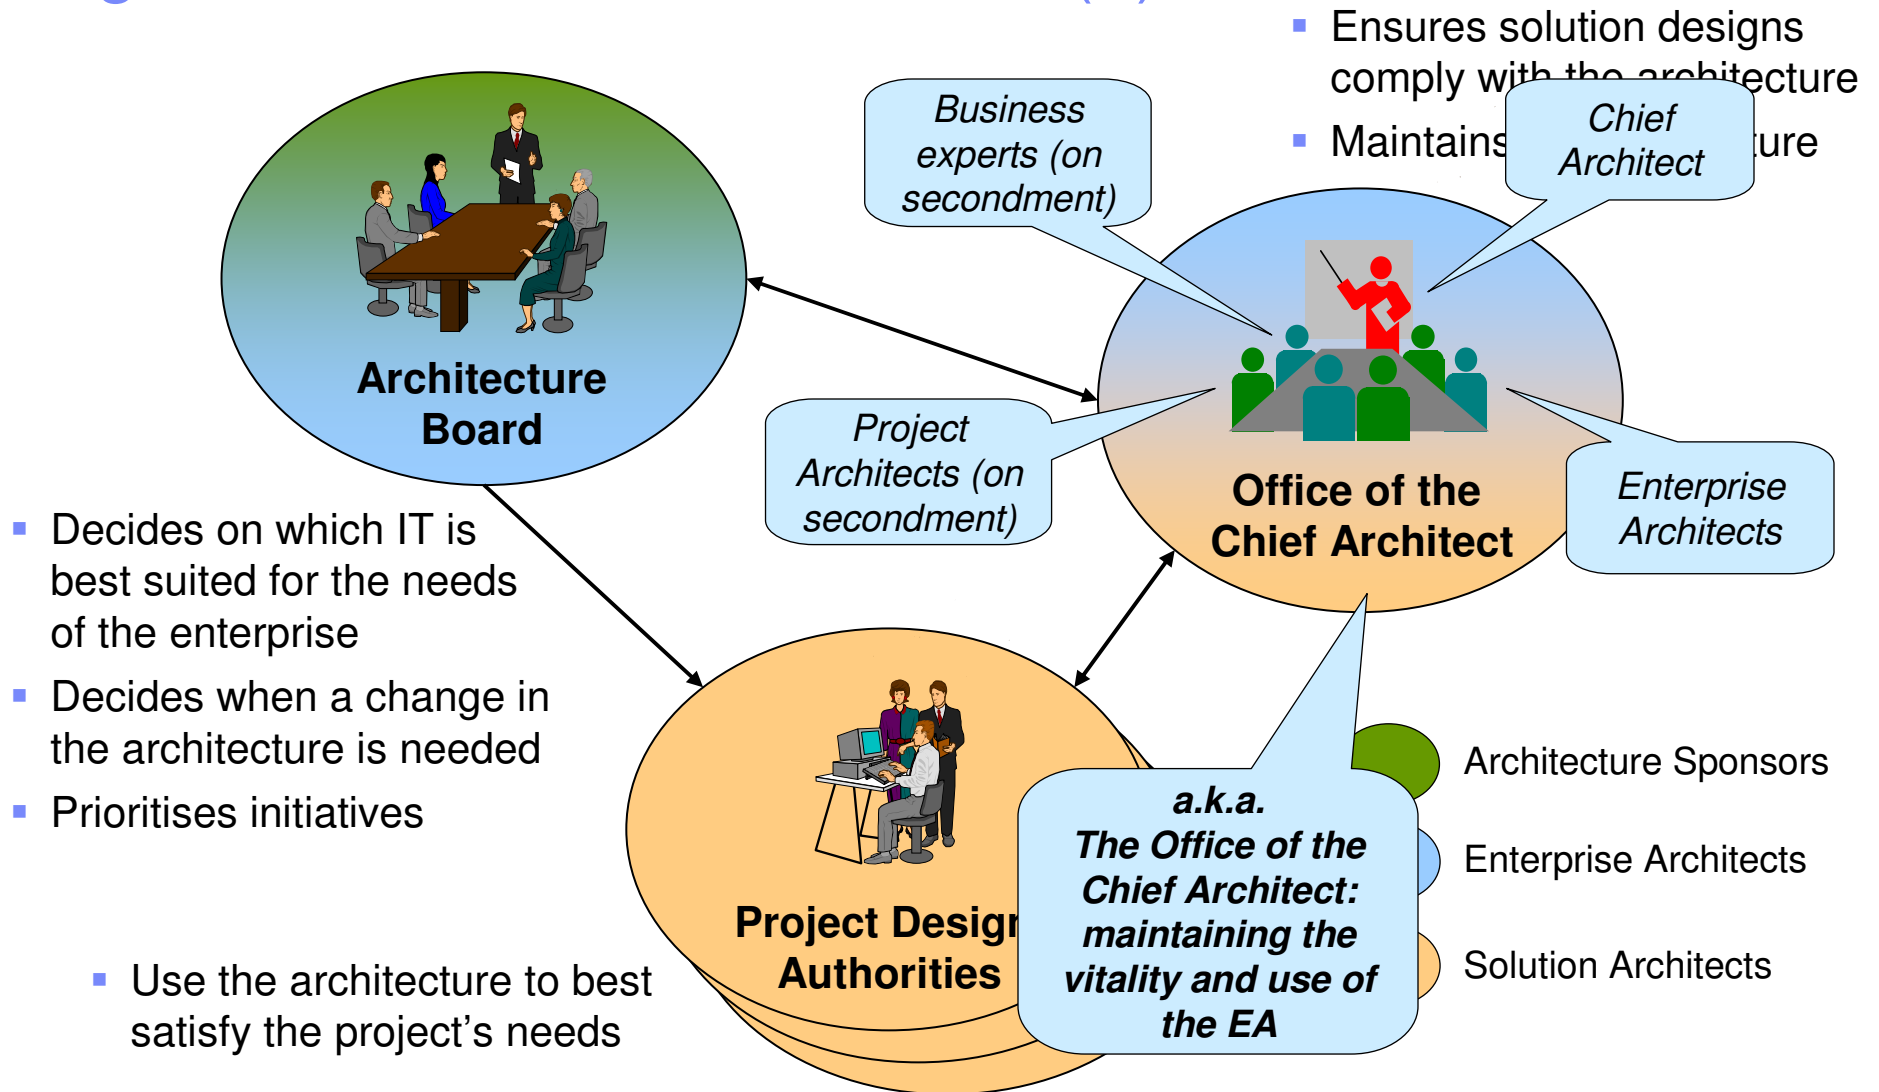 Ensures solution designs
comply with the architecture
Maintains
Business
experts (on
secondment)
Chief
Architect
Architecture
Board
Project
Architects (on
secondment)
Office of the
Chief Architect
Enterprise
Architects
Decides on which IT is
best suited for the needs
of the enterprise
Decides when a change in
the architecture is needed
Prioritises initiatives
Project Design
Authorities
Use the architecture to best
satisfy the project's needs
a.k.a.
The Office of the
Chief Architect:
maintaining the
vitality and use of
the EA
Architecture Sponsors
Enterprise Architects
Solution Architects